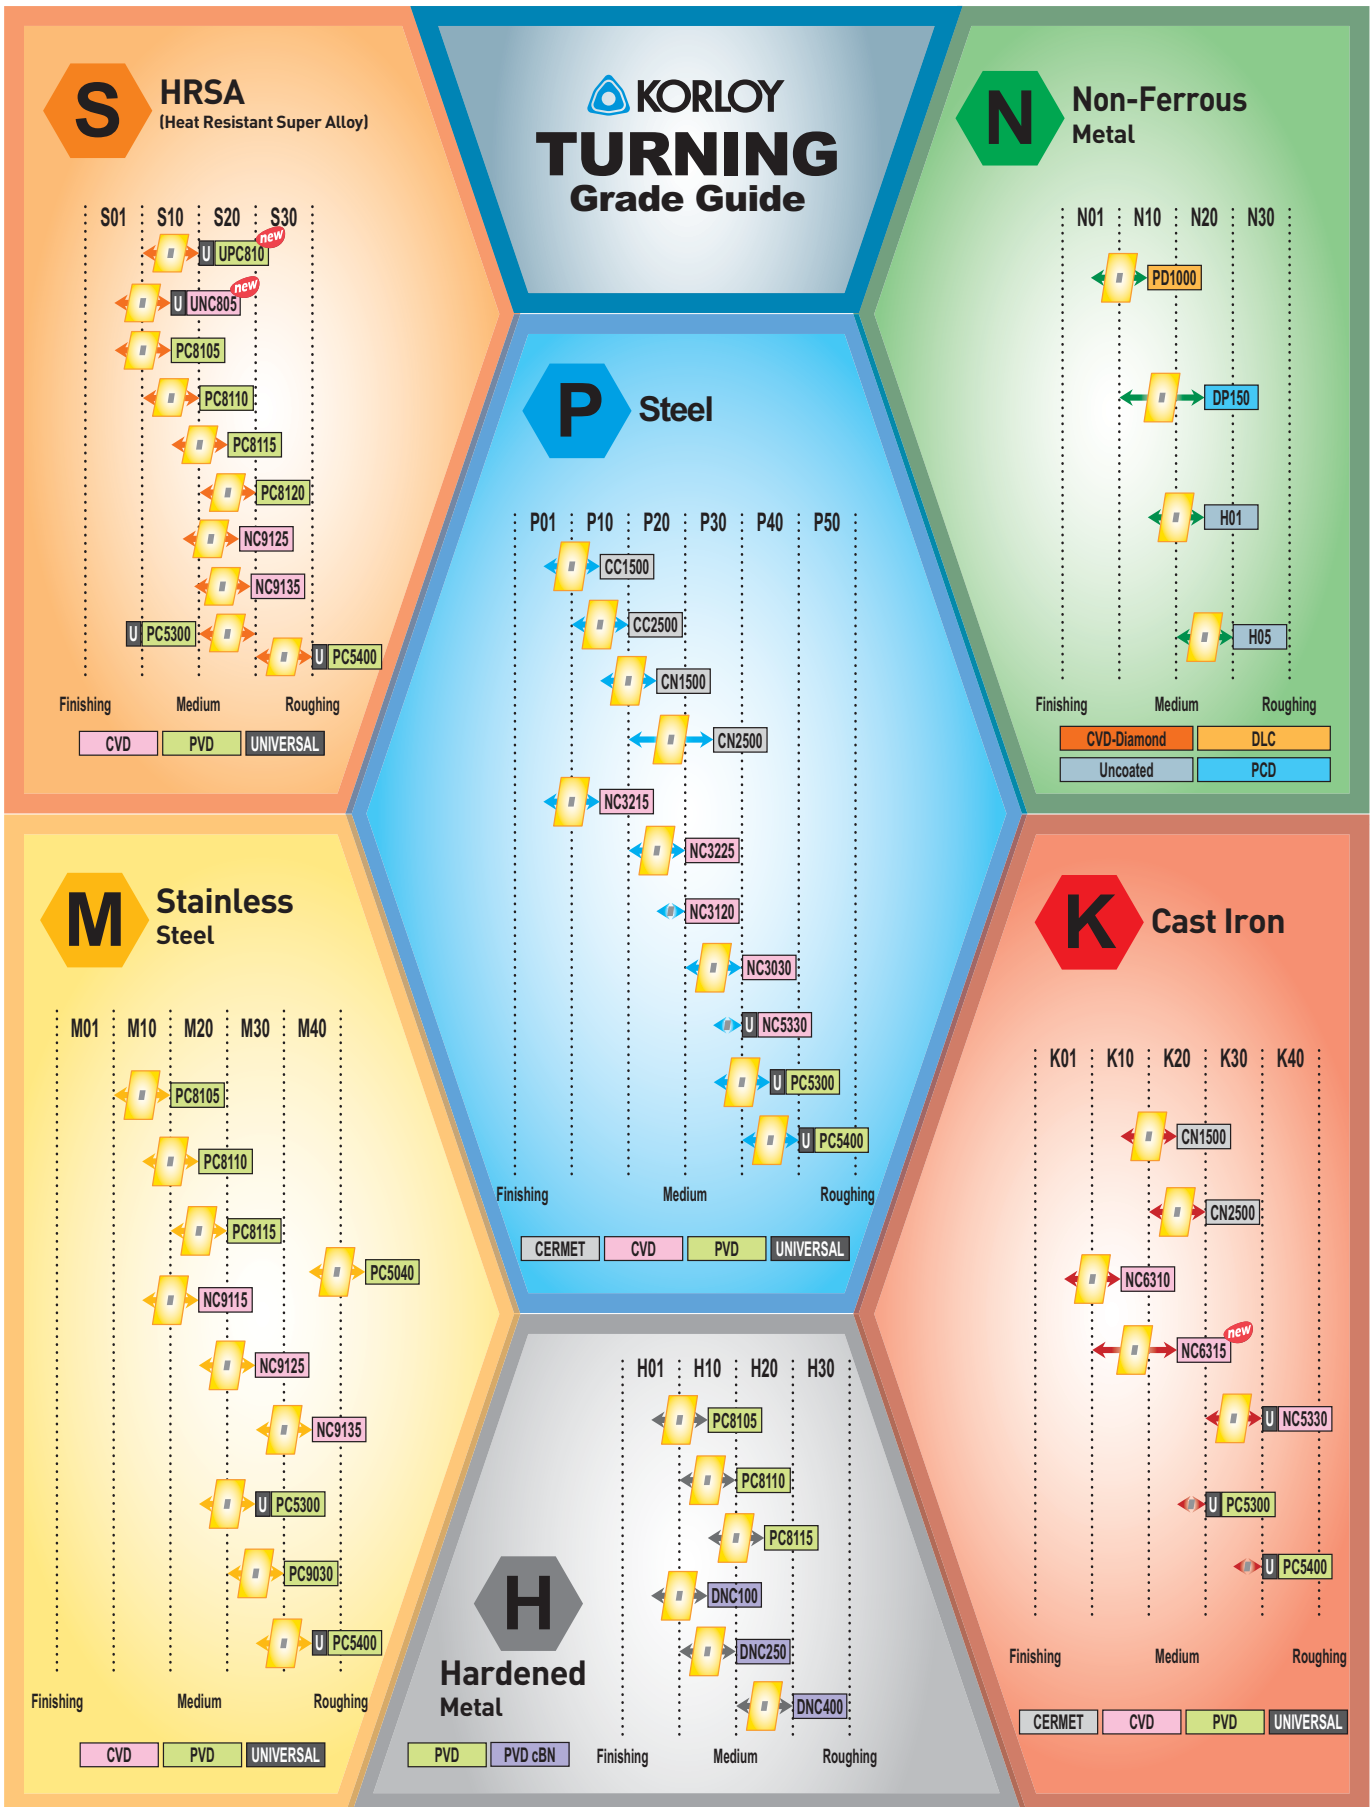 KORLOY
TURNING
Grade Guide
S
HRSA
(Heat Resistant Super Alloy)
S01 S10 S20 S30
U UPC810 new
U UNC805 new
PC8105
PC8110
PC8115
PC8120
NC9125
NC9135
U PC5300
U PC5400
Finishing Medium Roughing
CVD PVD UNIVERSAL
N
Non-Ferrous
Metal
N01 N10 N20 N30
PD1000
DP150
H01
H05
Finishing Medium Roughing
CVD-Diamond DLC
Uncoated PCD
P
Steel
P01 P10 P20 P30 P40 P50
CC1500
CC2500
CN1500
CN2500
NC3215
NC3225
NC3120
NC3030
U NC5330
U PC5300
U PC5400
Finishing Medium Roughing
CERMET CVD PVD UNIVERSAL
M
Stainless
Steel
M01 M10 M20 M30 M40
PC8105
PC8110
PC8115
PC5040
NC9115
NC9125
NC9135
U PC5300
PC9030
U PC5400
Finishing Medium Roughing
CVD PVD UNIVERSAL
K
Cast Iron
K01 K10 K20 K30 K40
CN1500
CN2500
NC6310
NC6315 new
U NC5330
U PC5300
U PC5400
Finishing Medium Roughing
CERMET CVD PVD UNIVERSAL
H
Hardened
Metal
H01 H10 H20 H30
PC8105
PC8110
PC8115
DNC100
DNC250
DNC400
Finishing Medium Roughing
PVD PVD cBN